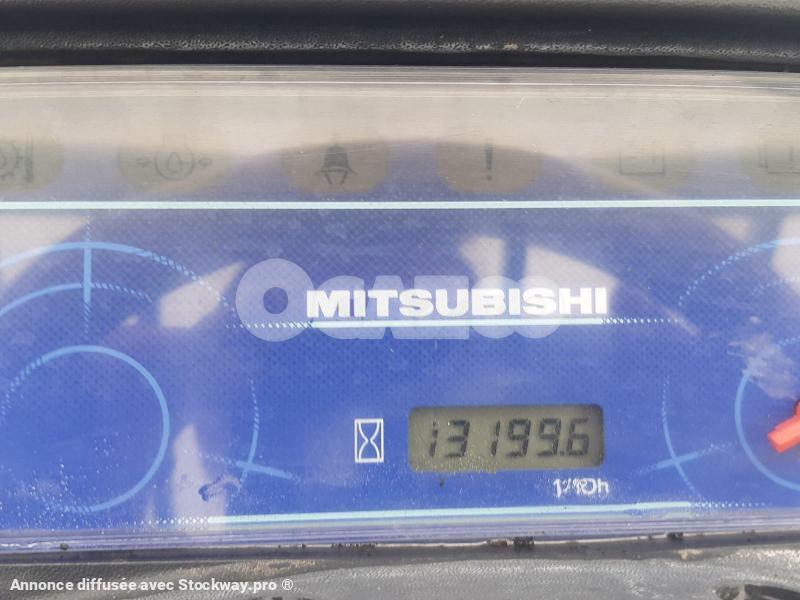 MITSUBISHI
13199.6
1/10h
Annonce diffusée avec Stockway.pro ®